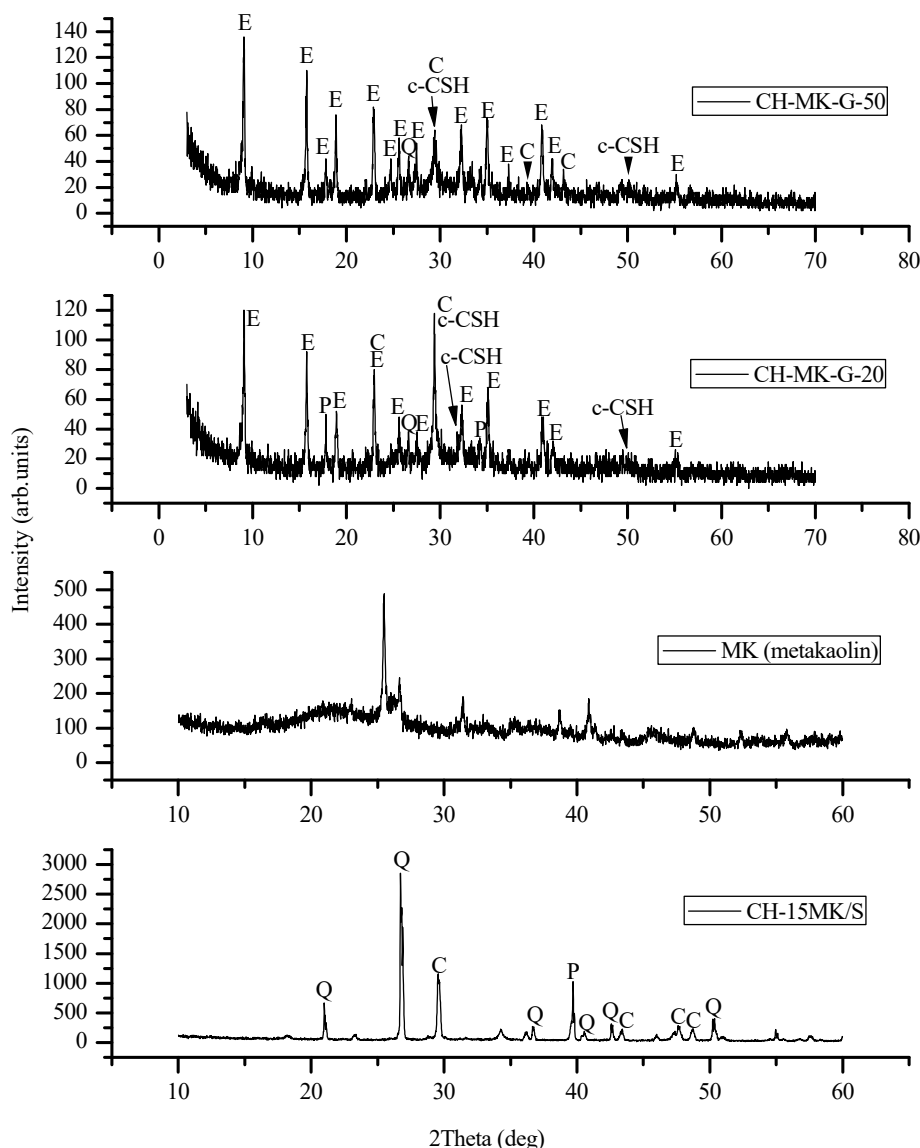 140
120
100
80
60
40
20
0
E
E
E
E
E
E
E
Q
E
C
c-CSH
E
E
E
C
E
E
C
c-CSH
E
CH-MK-G-50
0 10 20 30 40 50 60 70 80
120
100
80
60
40
20
0
E
E
P
E
C
E
E
Q
E
C
c-CSH
c-CSH
E
P
E
E
E
c-CSH
E
CH-MK-G-20
0 10 20 30 40 50 60 70 80
Intensity (arb.units)
500
400
300
200
100
0
MK (metakaolin)
10 20 30 40 50 60
3000
2500
2000
1500
1000
500
0
Q
Q
C
Q
P
Q
Q
C
C
C
Q
CH-15MK/S
10 20 30 40 50 60
2Theta (deg)